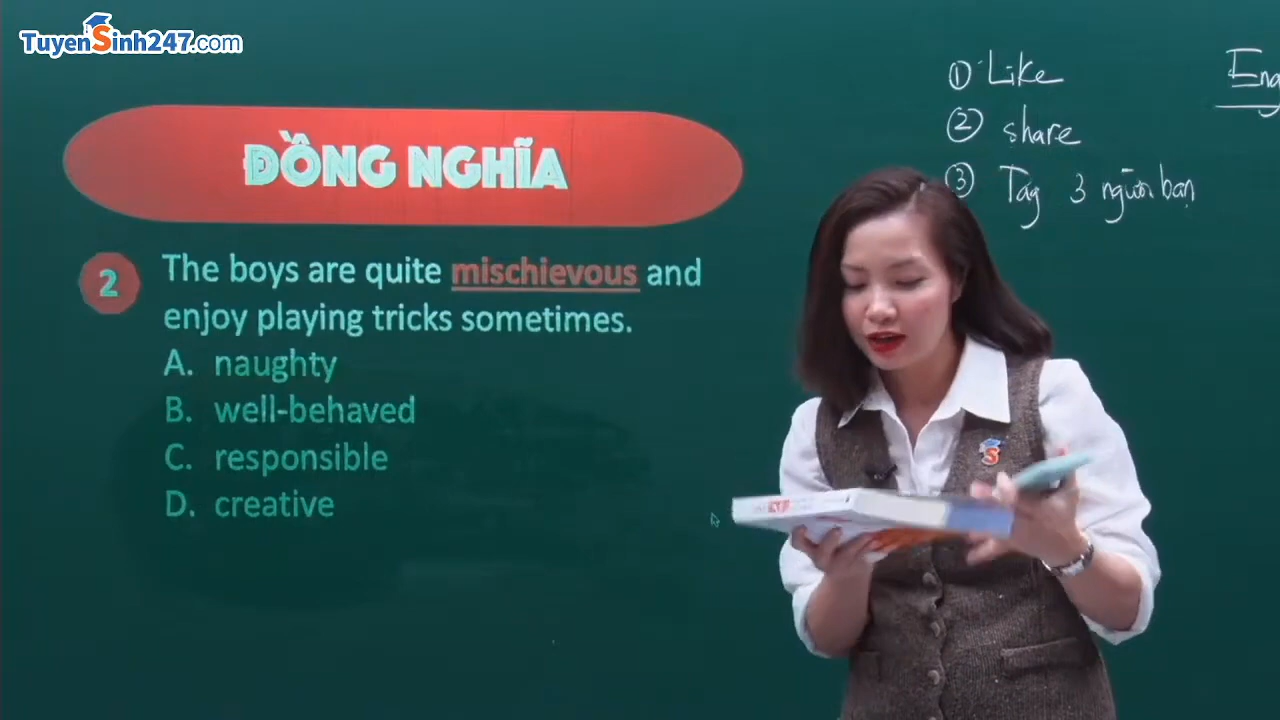 TuyenSinh247.com
ĐỒNG NGHĨA
2 The boys are quite mischievous and
enjoy playing tricks sometimes.
A. naughty
B. well-behaved
C. responsible
D. creative
① Like
② share
③ Tag 3 người bạn
Eng